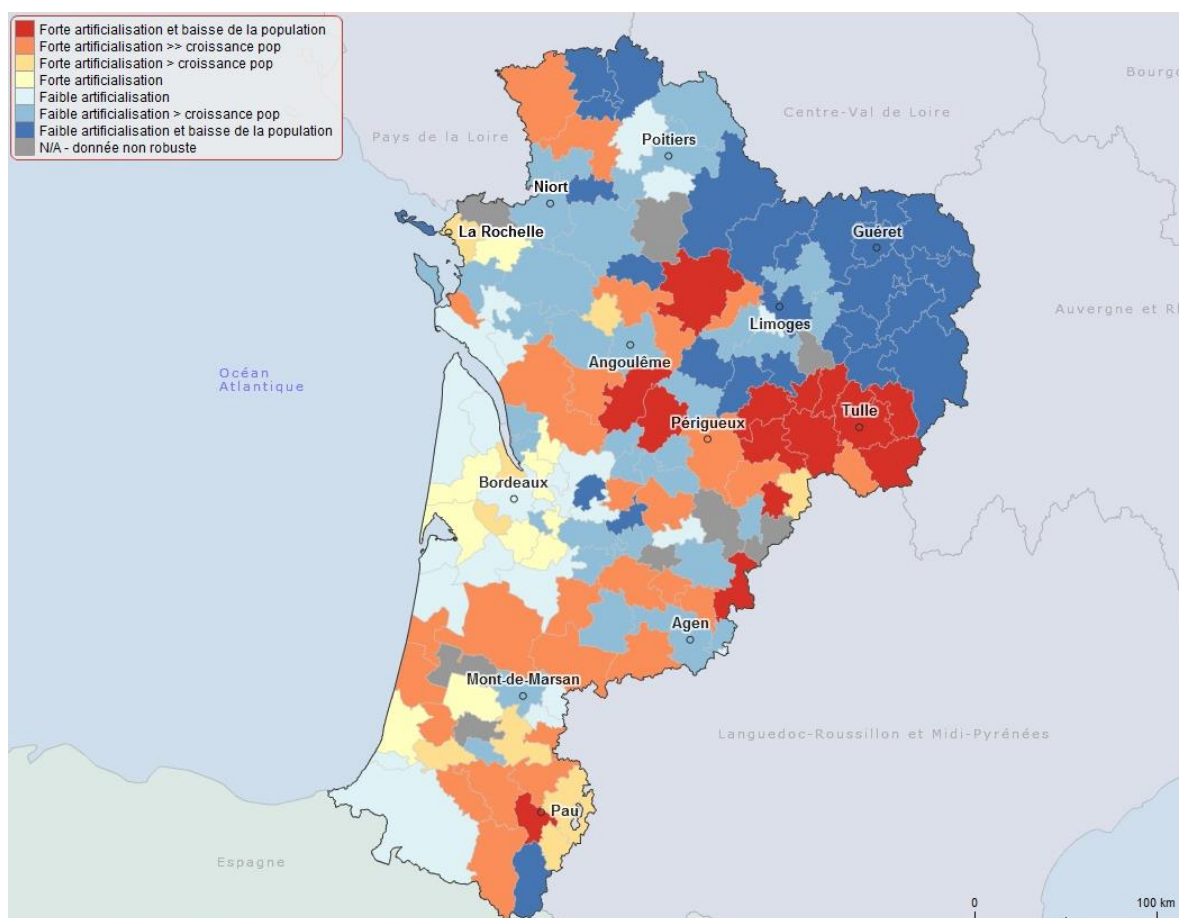 Forte artificialisation et baisse de la population
Forte artificialisation >> croissance pop
Forte artificialisation > croissance pop
Forte artificialisation
Faible artificialisation
Faible artificialisation > croissance pop
Faible artificialisation et baisse de la population
N/A - donnée non robuste
Bourg
Centre-Val de Loire
Pays de la Loire
Poitiers
Niort
La Rochelle
Guéret
Auvergne et R
Limoges
Angoulême
Océan
Atlantique
Tulle
Périgueux
Bordeaux
Agen
Mont-de-Marsan
Languedoc-Roussillon et Midi-Pyrénées
Pau
Espagne
0
100 km